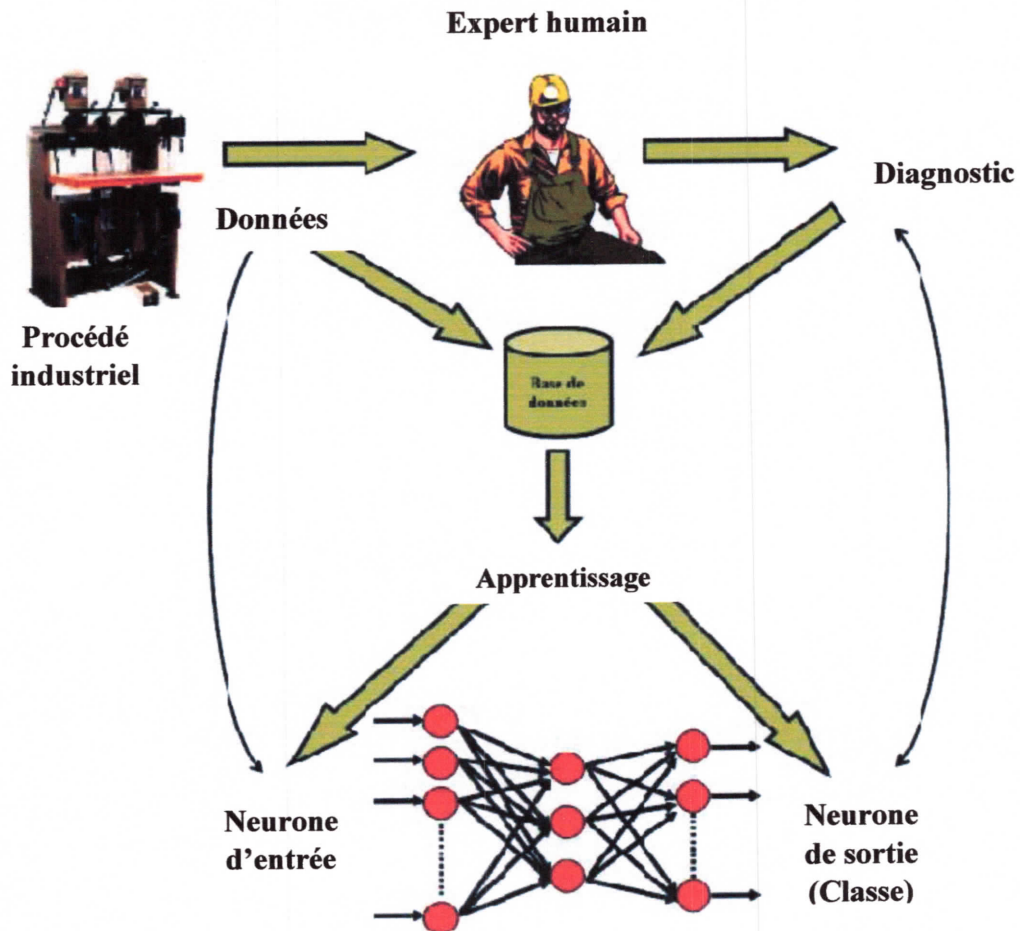 Expert humain
Données
Diagnostic
Procédé
industriel
Base de
données
Apprentissage
Neurone
d'entrée
Neurone
de sortie
(Classe)